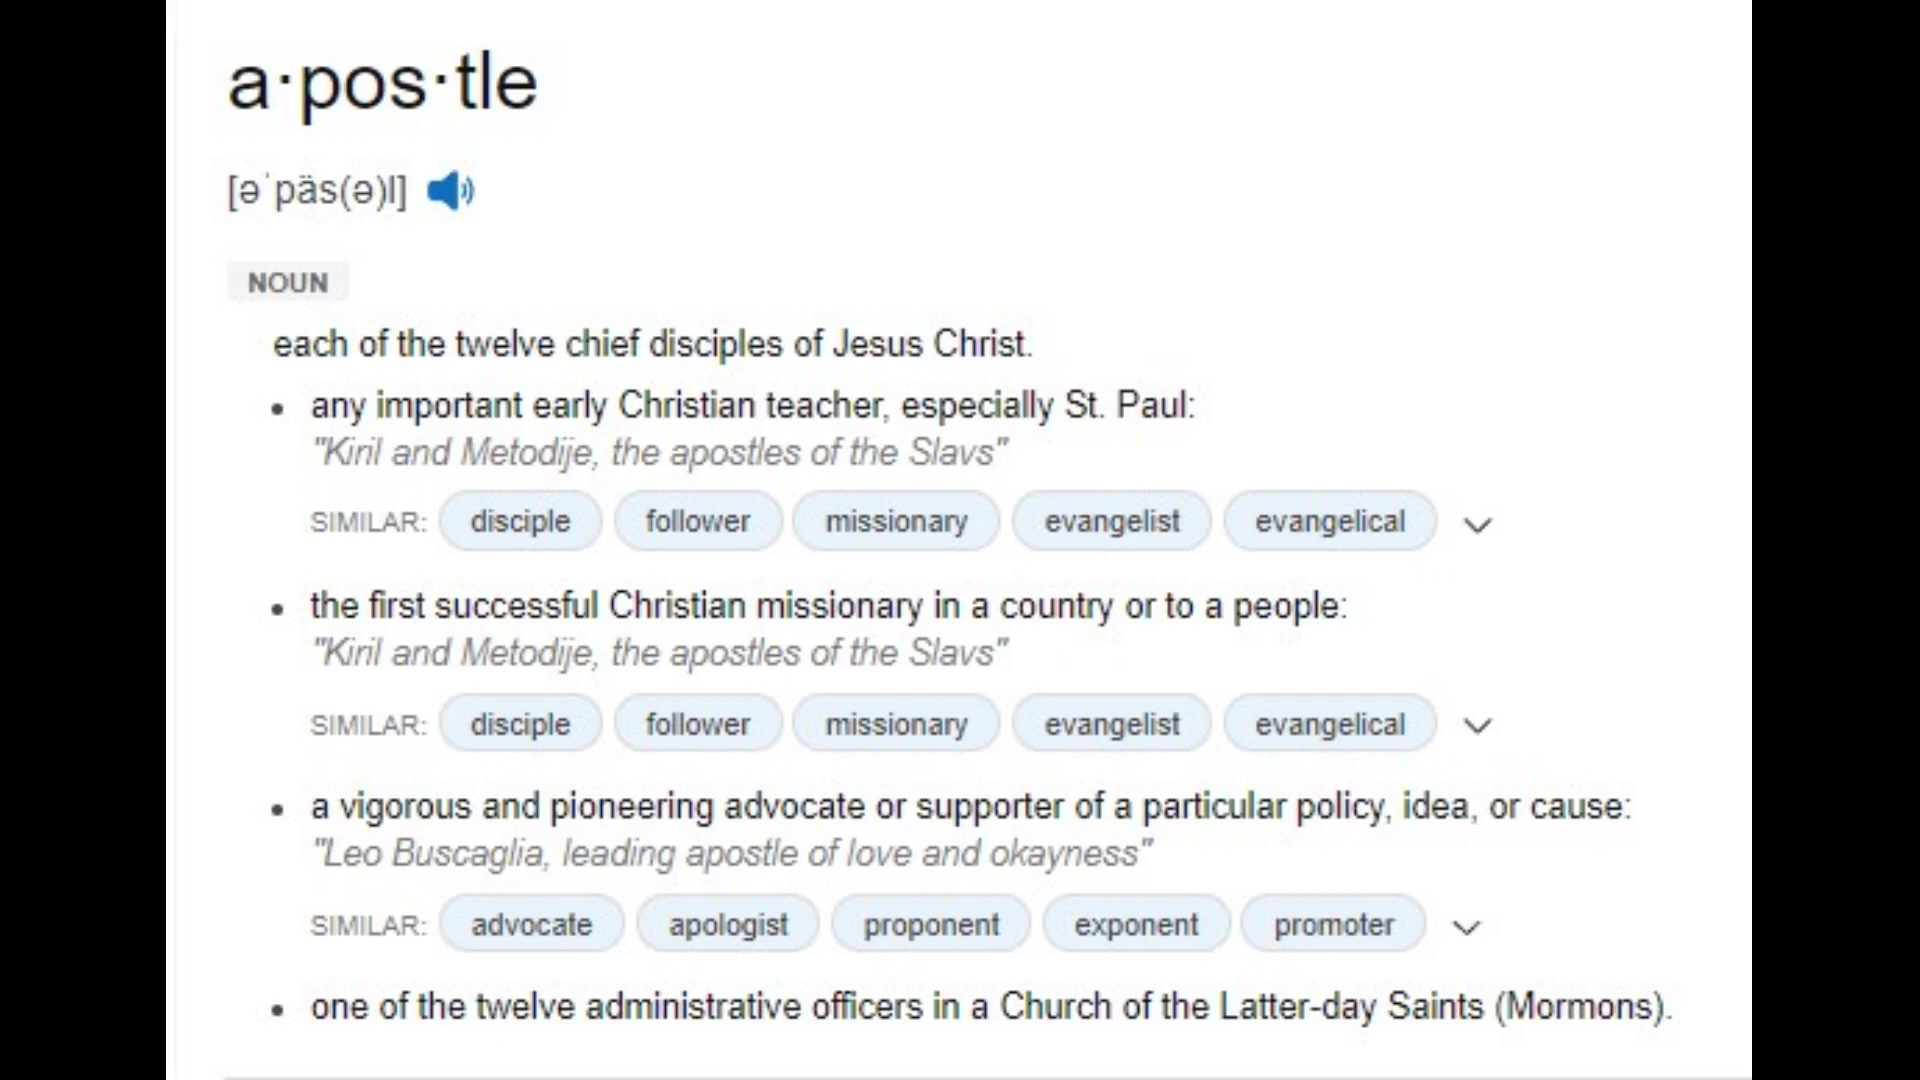 a·pos·tle
[əˈpäs(ə)l]
NOUN
each of the twelve chief disciples of Jesus Christ.
• any important early Christian teacher, especially St. Paul:
"Kiril and Metodije, the apostles of the Slavs"
SIMILAR: disciple follower missionary evangelist evangelical
• the first successful Christian missionary in a country or to a people:
"Kiril and Metodije, the apostles of the Slavs"
SIMILAR: disciple follower missionary evangelist evangelical
• a vigorous and pioneering advocate or supporter of a particular policy, idea, or cause:
"Leo Buscaglia, leading apostle of love and okayness"
SIMILAR: advocate apologist proponent exponent promoter
• one of the twelve administrative officers in a Church of the Latter-day Saints (Mormons).